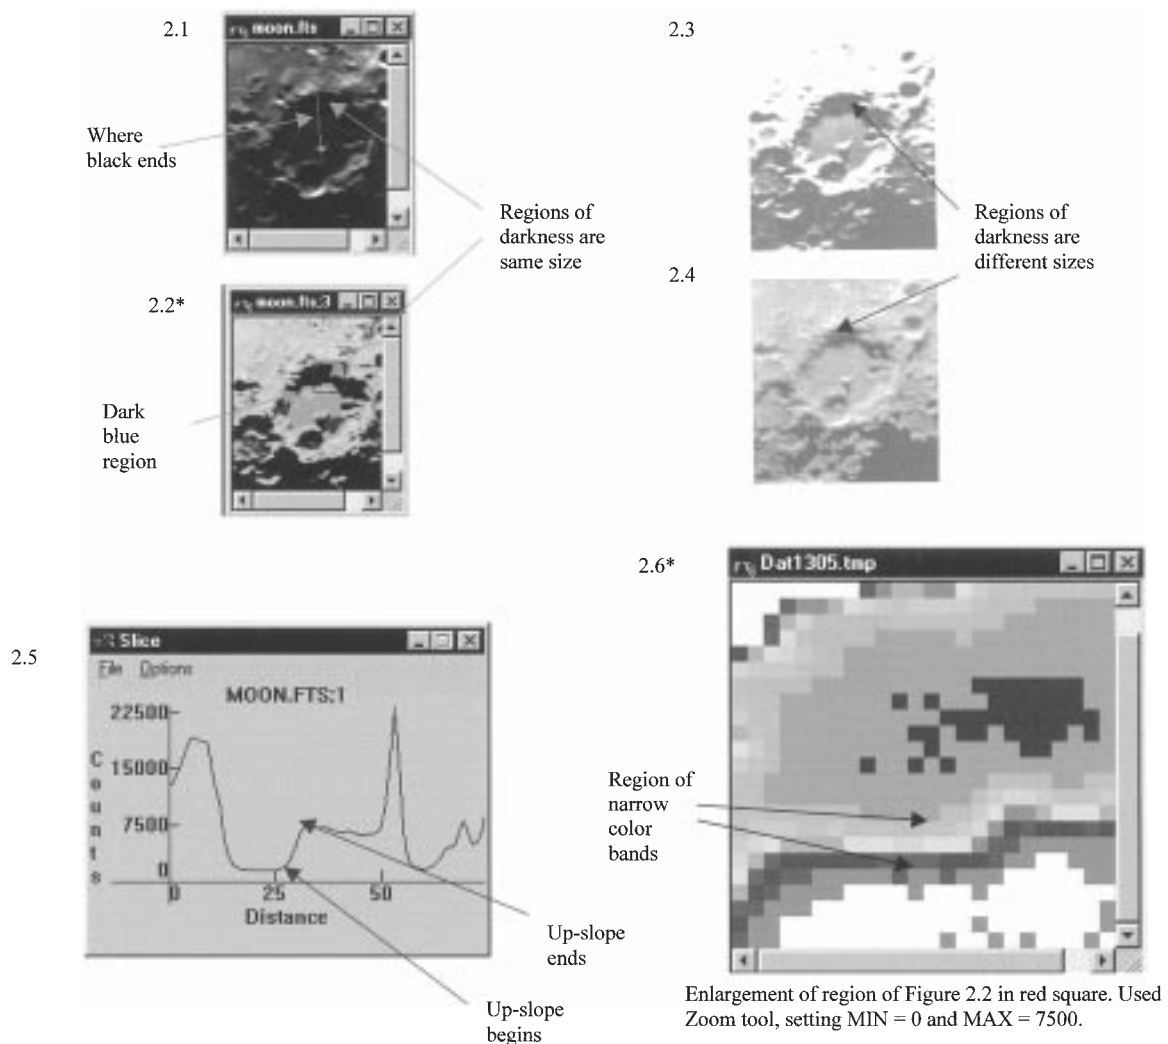 2.1
moon.fts
Where
black ends
Regions of
darkness are
same size
2.2*
moon.fts:3
Dark
blue
region
2.3
Regions of
darkness are
different sizes
2.4
2.5
Slice
File Options
MOON.FTS:1
Counts
22500
15000
7500
0
0 25 50
Distance
Up-slope
ends
Up-slope
begins
2.6*
Dat1305.tmp
Region of
narrow
color
bands
Enlargement of region of Figure 2.2 in red square. Used
Zoom tool, setting MIN = 0 and MAX = 7500.